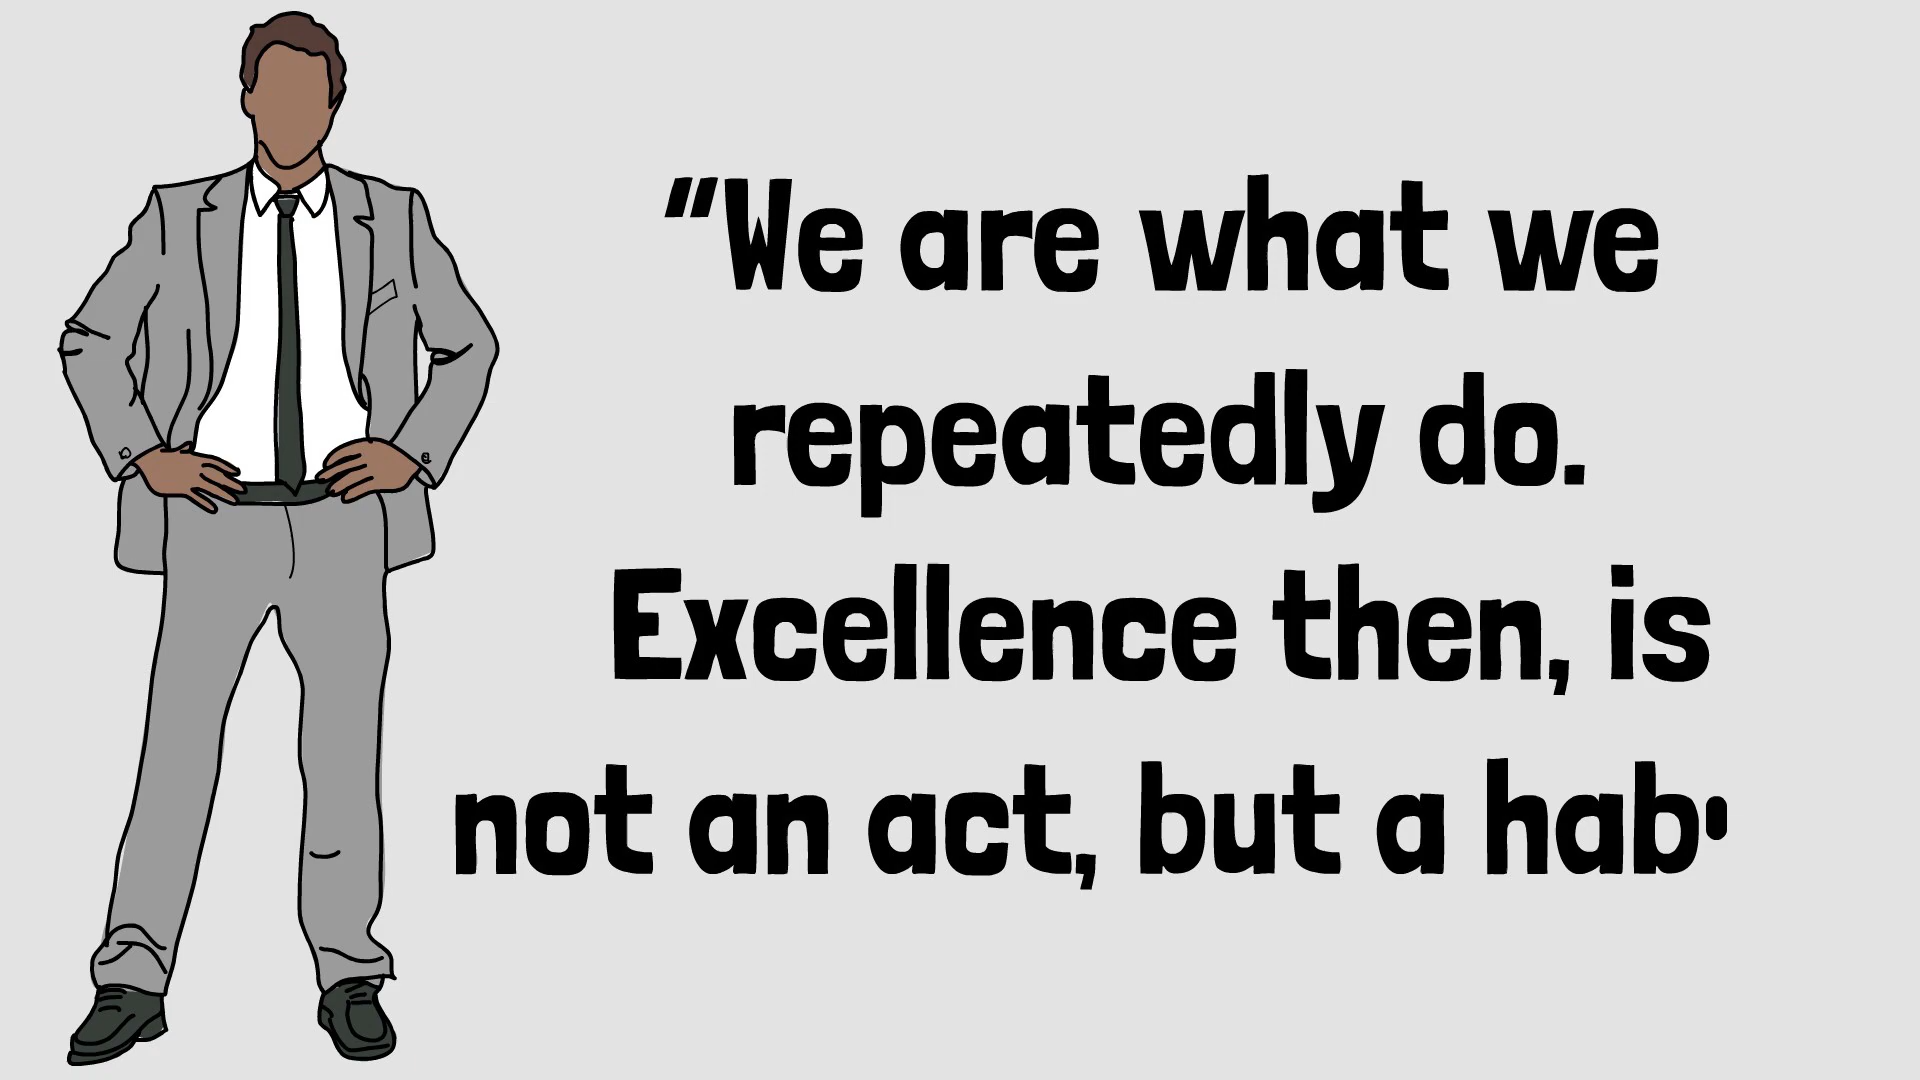 “We are what we
repeatedly do.
Excellence then, is
not an act, but a hab